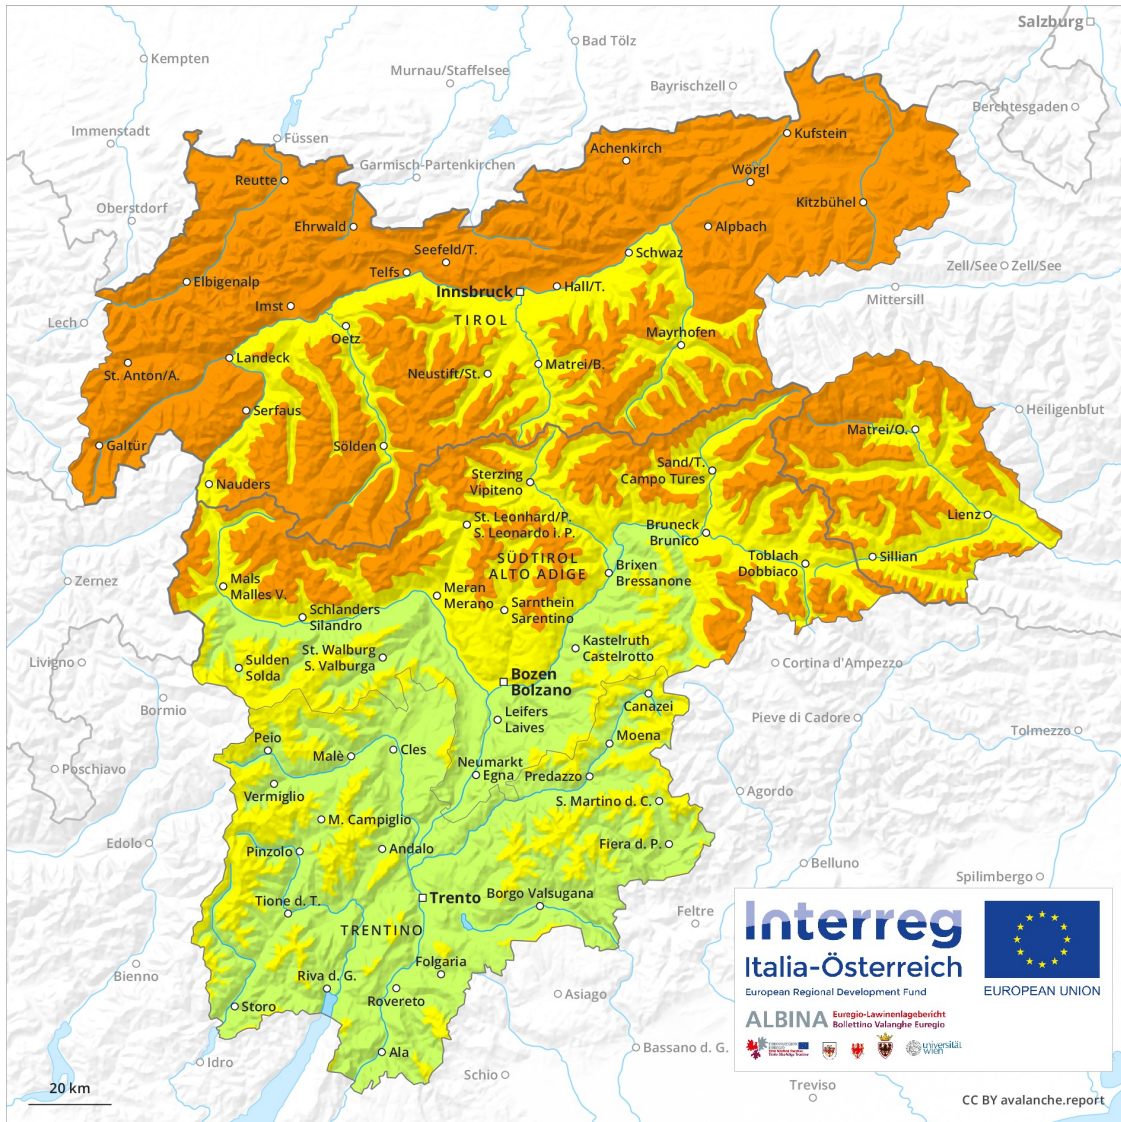 Salzburg
Bad Tölz
Kempten
Murnau/Staffelsee
Bayrischzell
Berchtesgaden
Immenstadt
Füssen
Kufstein
Achenkirch
Garmisch-Partenkirchen
Wörgl
Reutte
Oberstdorf
Kitzbühel
Ehrwald
Alpbach
Seefeld/T.
Schwaz
Telfs
Zell/See
Zell/See
Elbigenalp
Hall/T.
Innsbruck
Mittersill
Imst
Lech
TIROL
Oetz
Mayrhofen
Landeck
Matrei/B.
St. Anton/A.
Neustift/St.
Serfaus
Heiligenblut
Matrei/O.
Galtür
Sölden
Sand/T.
Campo Tures
Sterzing
Vipiteno
Nauders
Lienz
St. Leonhard/P.
S. Leonardo i. P.
Bruneck
Brunico
SÜDTIROL
ALTO ADIGE
Toblach
Dobbiaco
Sillian
Brixen
Bressanone
Zernez
Mals
Malles V.
Meran
Merano
Sarnthein
Sarentino
Schlanders
Silandro
Kastelruth
Castelrotto
St. Walburg
S. Valburga
Livigno
Sulden
Solda
Cortina d'Ampezzo
Bozen
Bolzano
Bormio
Canazei
Leifers
Laives
Pieve di Cadore
Tolmezzo
Peio
Moena
Malè
Cles
Neumarkt
Egna
Predazzo
Poschiavo
Vermiglio
Agordo
S. Martino d. C.
M. Campiglio
Edolo
Pinzolo
Andalo
Fiera d. P.
Belluno
Spilimbergo
Tione d. T.
Trento
Borgo Valsugana
Feltre
TRENTINO
Folgaria
Bienno
Riva d. G.
Rovereto
Storo
Asiago
Ala
Bassano d. G.
Idro
Schio
Treviso
20 km
Interreg
Italia-Österreich
European Regional Development Fund
EUROPEAN UNION
ALBINA
Euregio-Lawinenlagebericht
Bollettino Valanghe Euregio
universität
wien
CC BY avalanche.report